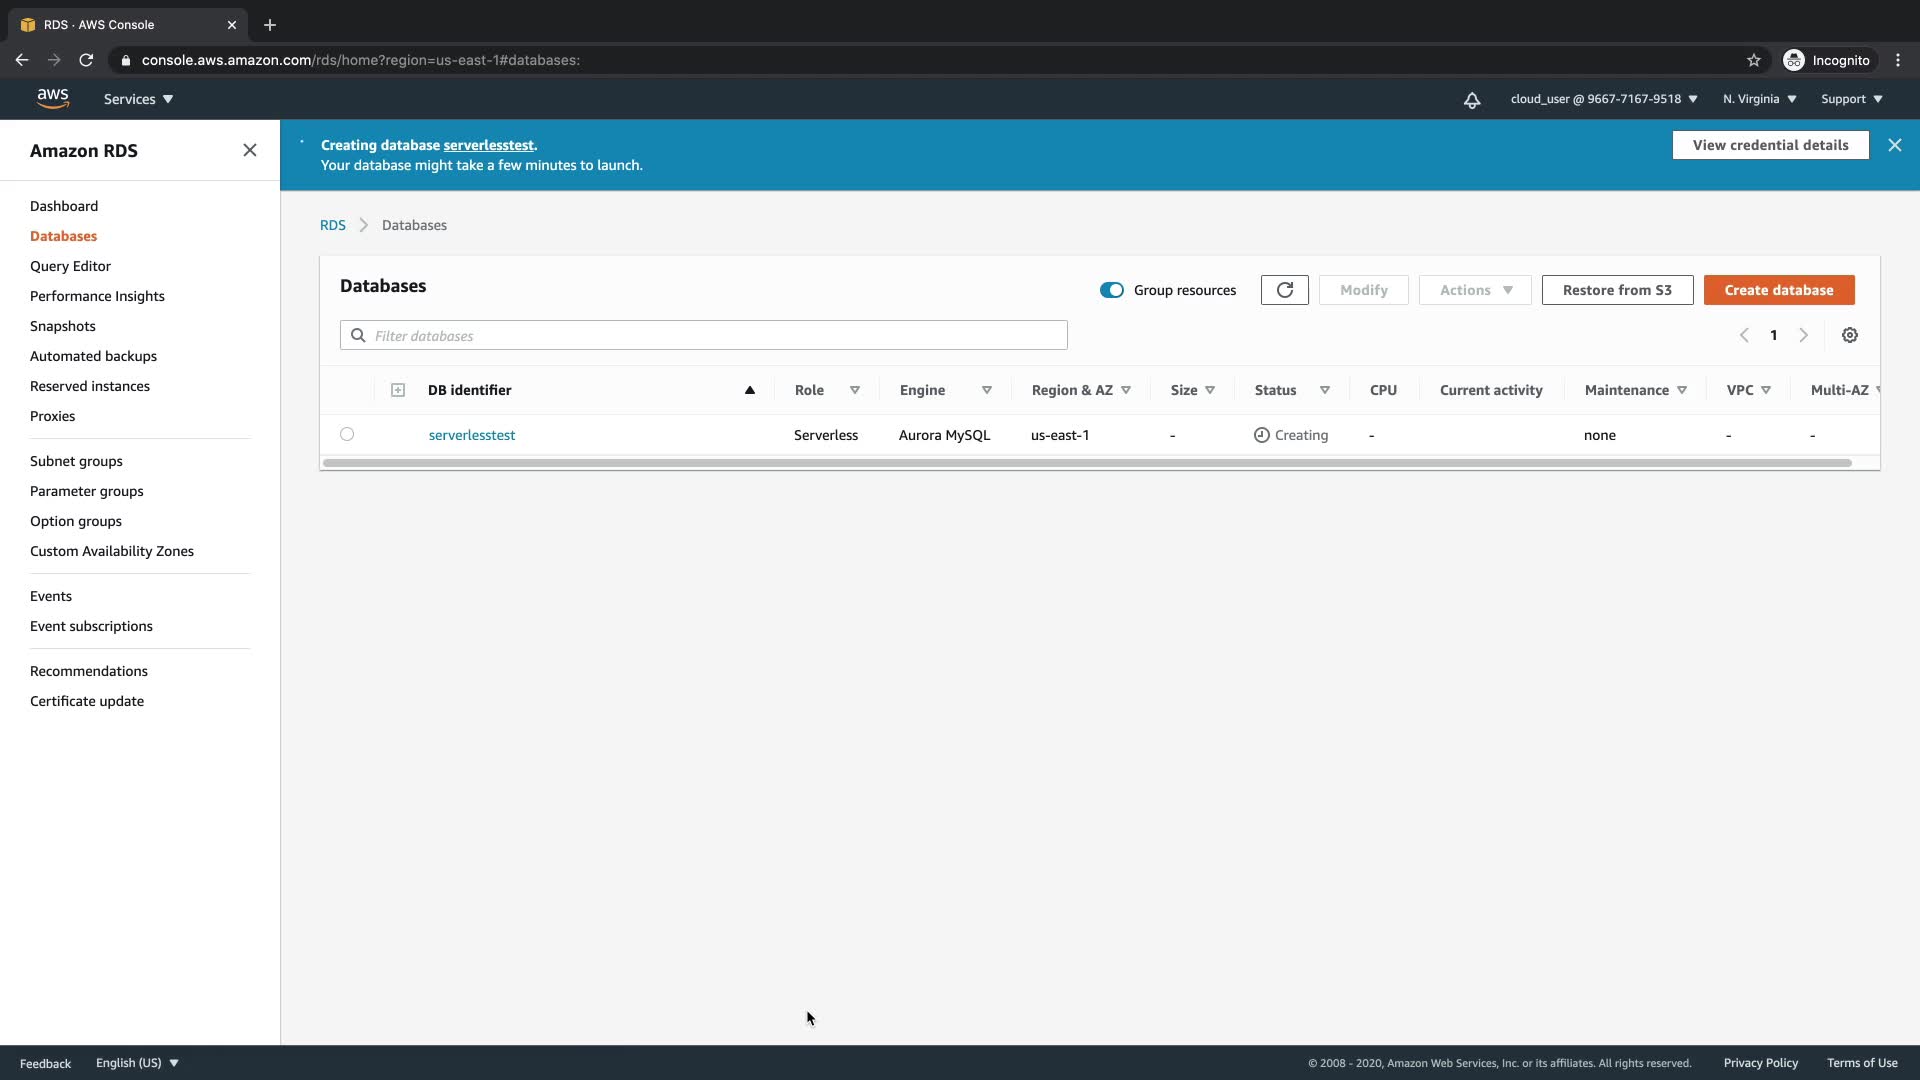 RDS · AWS Console
console.aws.amazon.com/rds/home?region=us-east-1#databases:
Incognito
aws
Services
cloud_user @ 9667-7167-9518
N. Virginia
Support
Amazon RDS
Dashboard
Databases
Query Editor
Performance Insights
Snapshots
Automated backups
Reserved instances
Proxies
Subnet groups
Parameter groups
Option groups
Custom Availability Zones
Events
Event subscriptions
Recommendations
Certificate update
Creating database serverlesstest.
Your database might take a few minutes to launch.
View credential details
RDS > Databases
Databases
Group resources
Modify
Actions
Restore from S3
Create database
Filter databases
1
DB identifier Role Engine Region & AZ Size Status CPU Current activity Maintenance VPC Multi-AZ
serverlesstest Serverless Aurora MySQL us-east-1 - Creating - none - -
Feedback
English (US)
© 2008 - 2020, Amazon Web Services, Inc. or its affiliates. All rights reserved.
Privacy Policy
Terms of Use